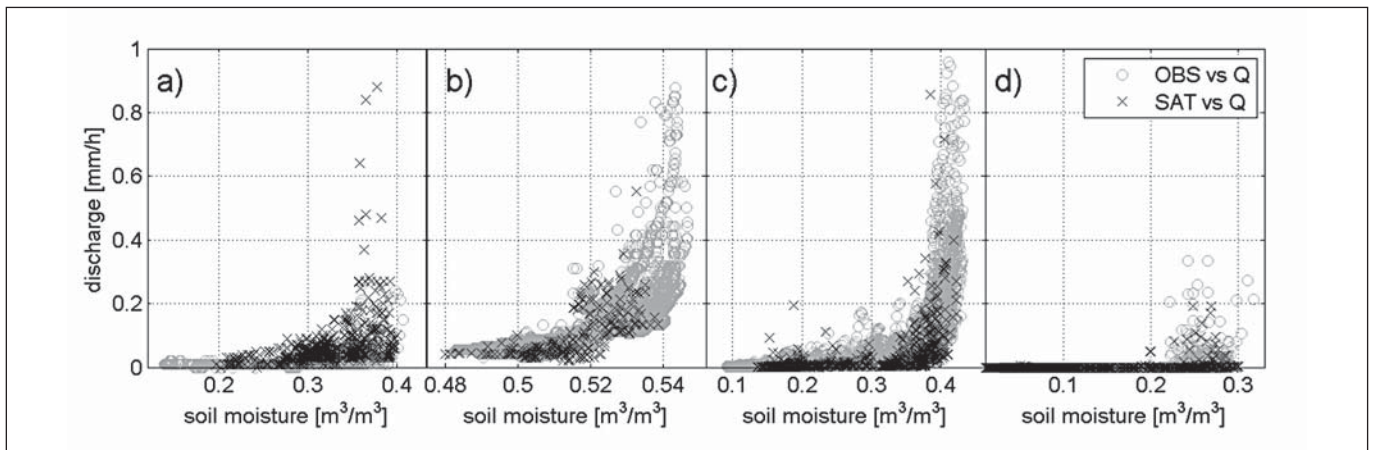 a)
b)
c)
d)
OBS vs Q
SAT vs Q
discharge [mm/h]
1
0.8
0.6
0.4
0.2
0
0.2 0.3 0.4
0.48 0.5 0.52 0.54
0.1 0.2 0.3 0.4
0.1 0.2 0.3
soil moisture [m³/m³]
soil moisture [m³/m³]
soil moisture [m³/m³]
soil moisture [m³/m³]